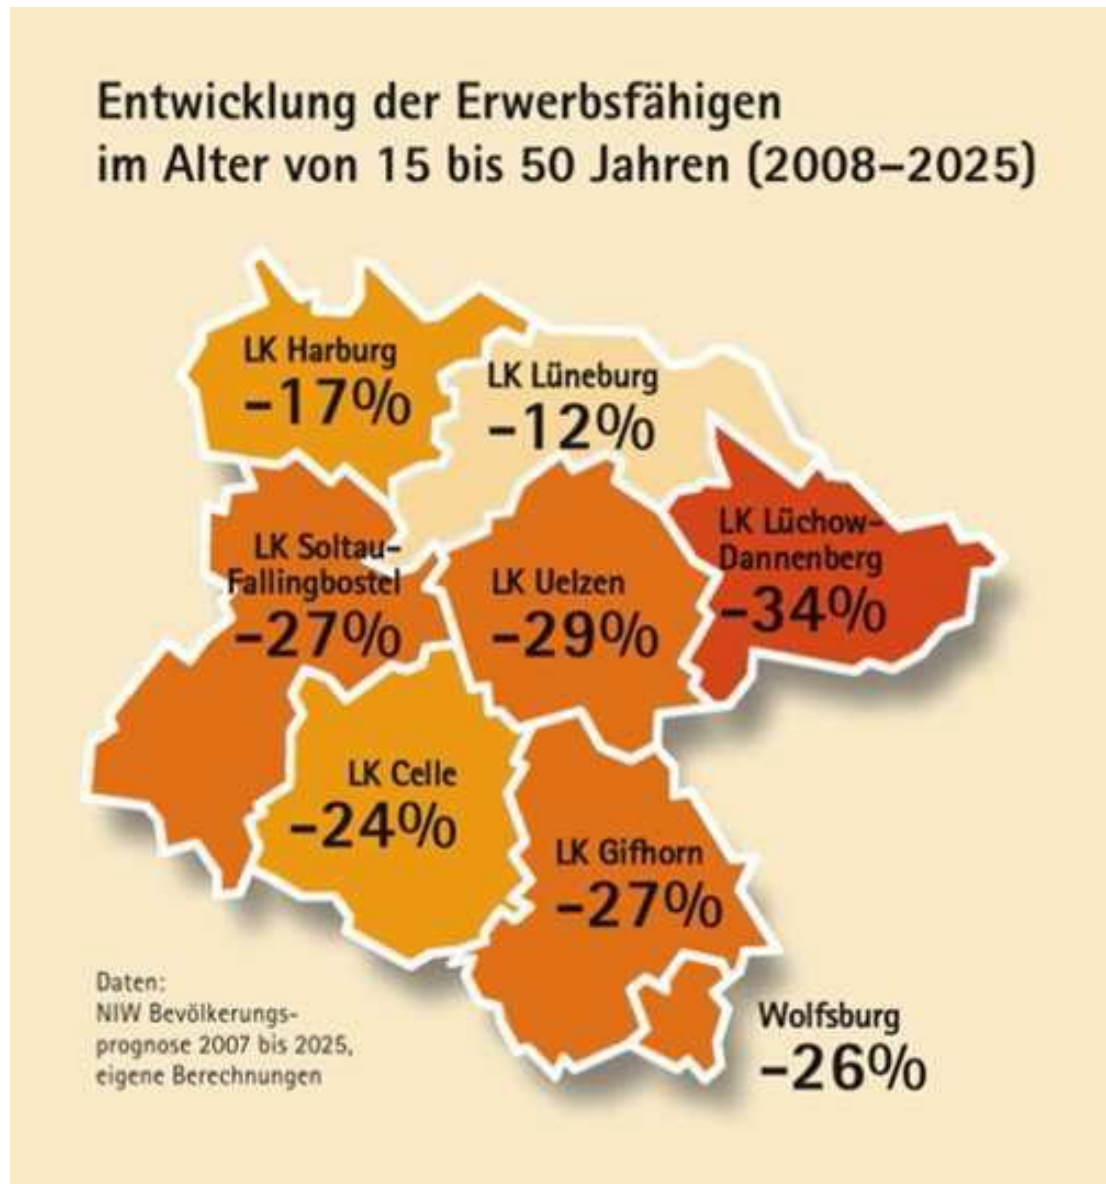 Entwicklung der Erwerbsfähigen
im Alter von 15 bis 50 Jahren (2008–2025)
LK Harburg
-17%
LK Lüneburg
-12%
LK Soltau-
Fallingbostel
-27%
LK Uelzen
-29%
LK Lüchow-
Dannenberg
-34%
LK Celle
-24%
LK Gifhorn
-27%
Wolfsburg
-26%
Daten:
NIW Bevölkerungs-
prognose 2007 bis 2025,
eigene Berechnungen